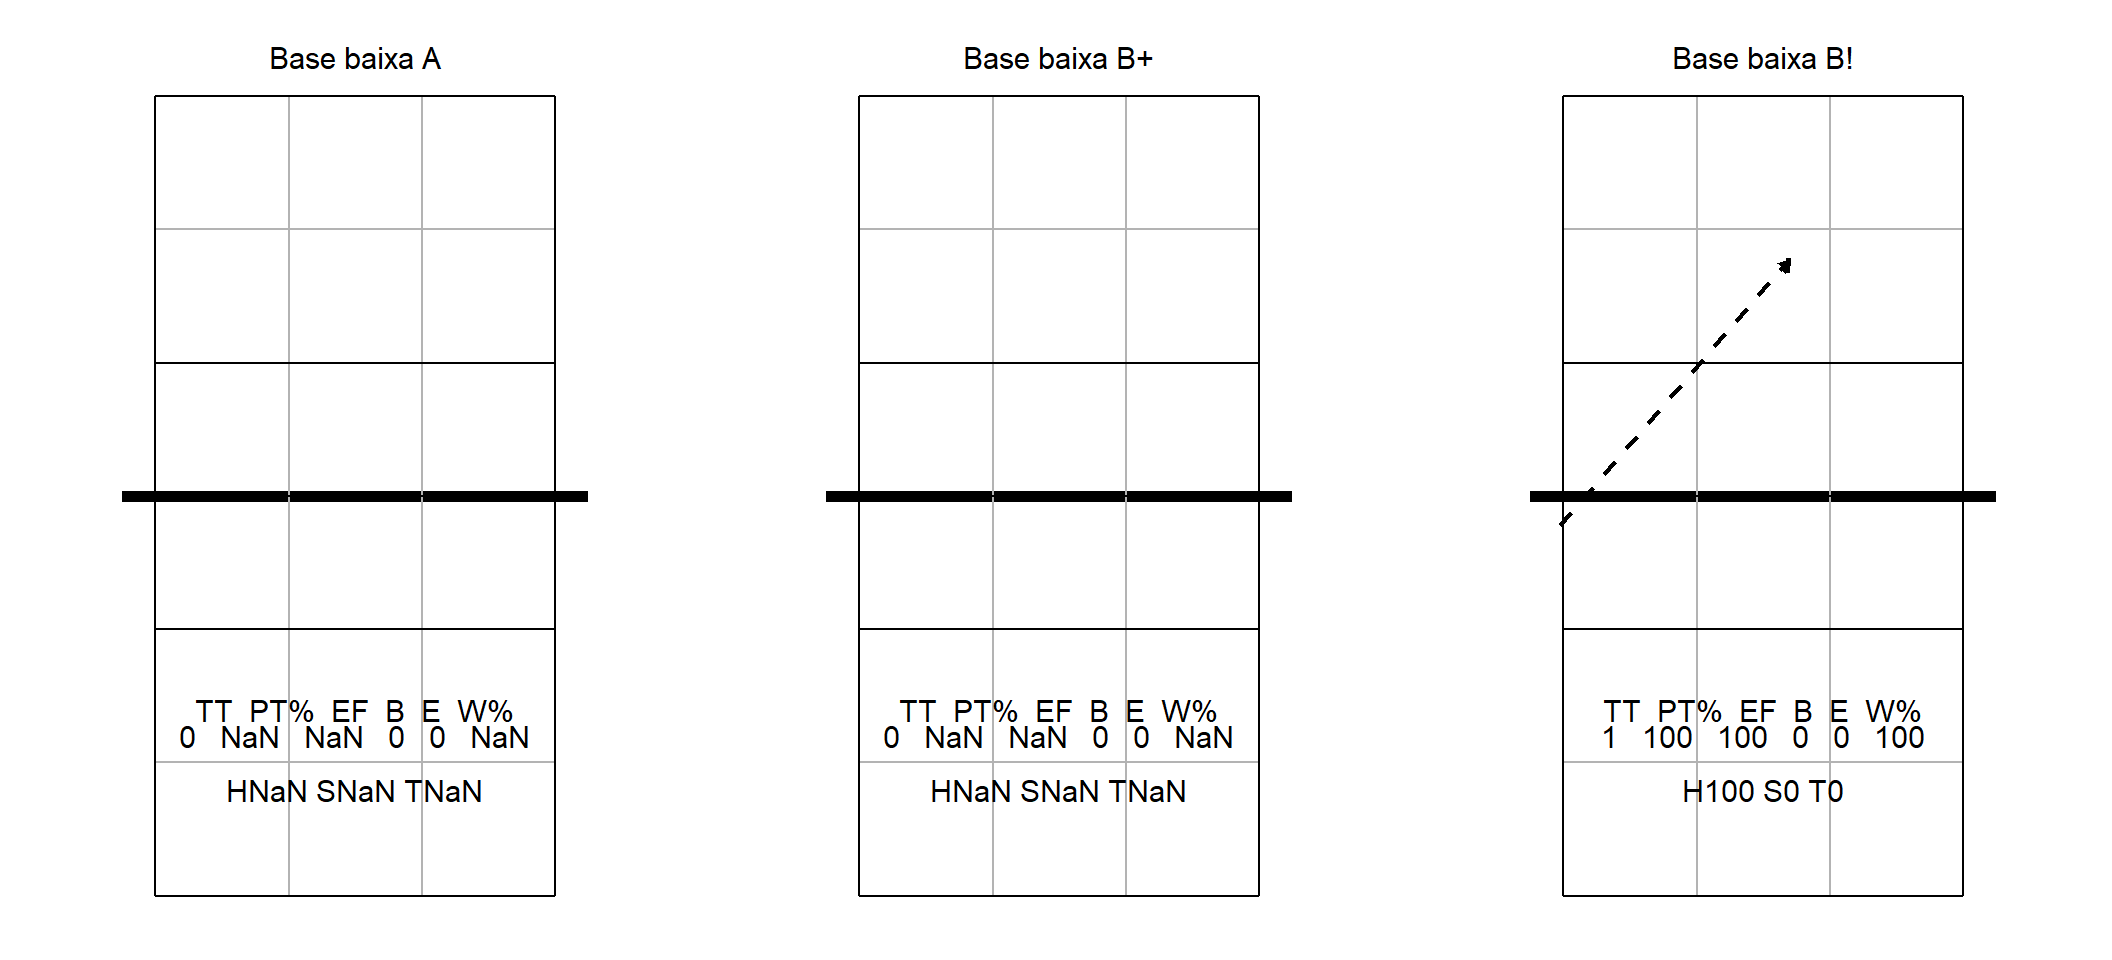 Base baixa A
TT PT% EF B E W%
0 NaN NaN 0 0 NaN
HNaN SNaN TNaN
Base baixa B+
TT PT% EF B E W%
0 NaN NaN 0 0 NaN
HNaN SNaN TNaN
Base baixa B!
TT PT% EF B E W%
1 100 100 0 0 100
H100 S0 T0